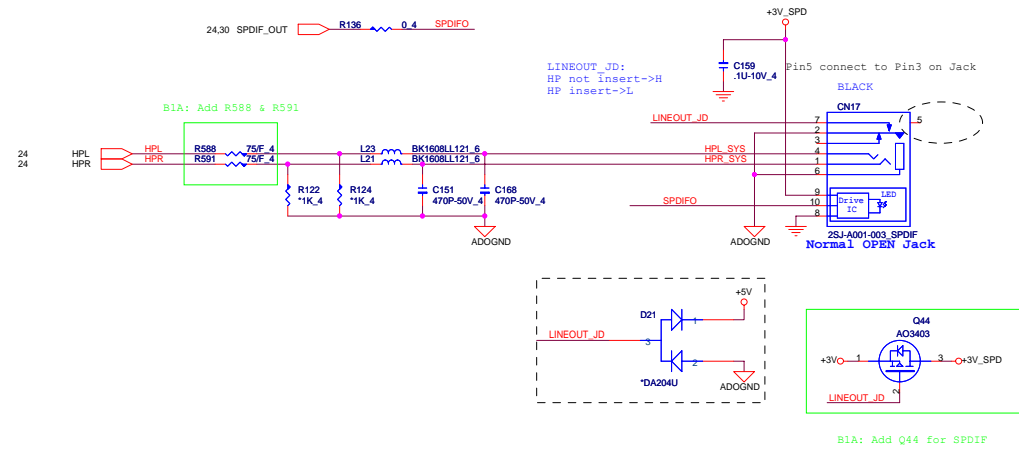 +3V_SPD
24,30 SPDIF_OUT
R136
0_4
SPDIFO
C159
.1U-10V_4
LINEOUT_JD:
HP not insert->H
HP insert->L
Pin5 connect to Pin3 on Jack
BLACK
CN17
B1A: Add R588 & R591
LINEOUT_JD
7
5
2
3
24 HPL
HPL
R588
75/F_4
L23
BK1608LL121_6
HPL_SYS
4
24 HPR
HPR
R591
75/F_4
L21
BK1608LL121_6
HPR_SYS
1
6
R122
*1K_4
R124
*1K_4
C151
470P-50V_4
C168
470P-50V_4
9
SPDIFO
10
8
Drive
IC
LED
ADOGND
ADOGND
2SJ-A001-003_SPDIF
Normal OPEN Jack
+5V
D21
1
LINEOUT_JD
3
2
*DA204U
ADOGND
Q44
AO3403
+3V
1
3
+3V_SPD
2
LINEOUT_JD
B1A: Add Q44 for SPDIF